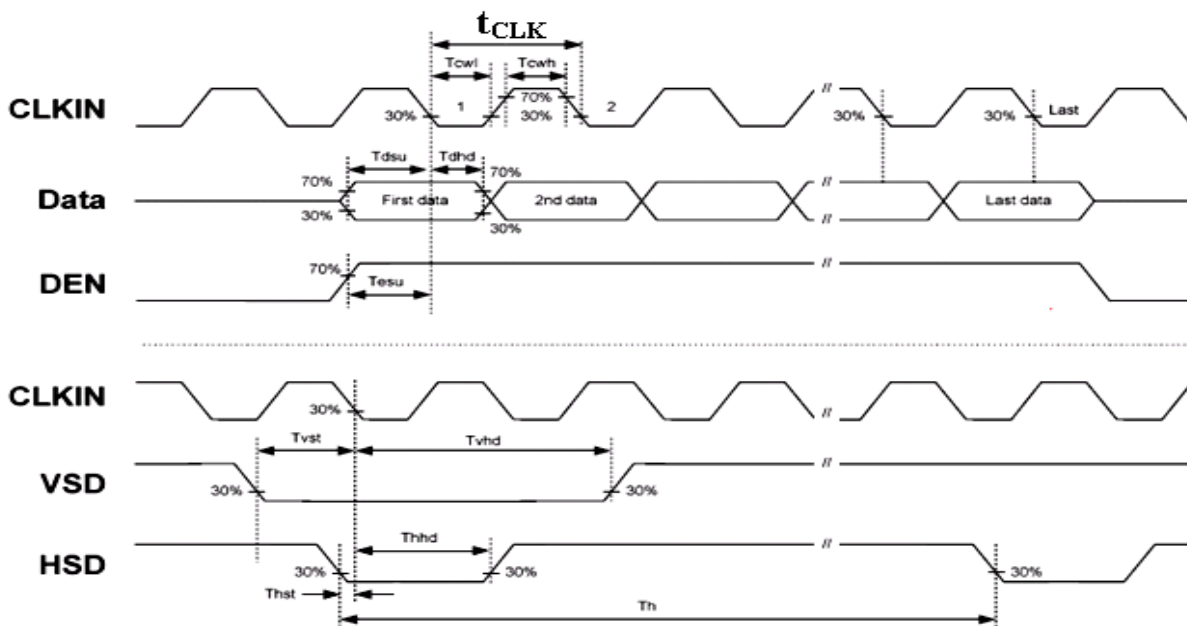 tCLK
Tcwl Tcwh
CLKIN 30% 1 70% 30% 2 30% 30% Last
Tdsu Tdhd
Data 70% 30% First data 70% 30% 2nd data Last data
DEN 70% Tesu
CLKIN 30%
Tvst Tvhd
VSD 30% 30%
Thhd
HSD 30% 30% 30%
Thst
Th